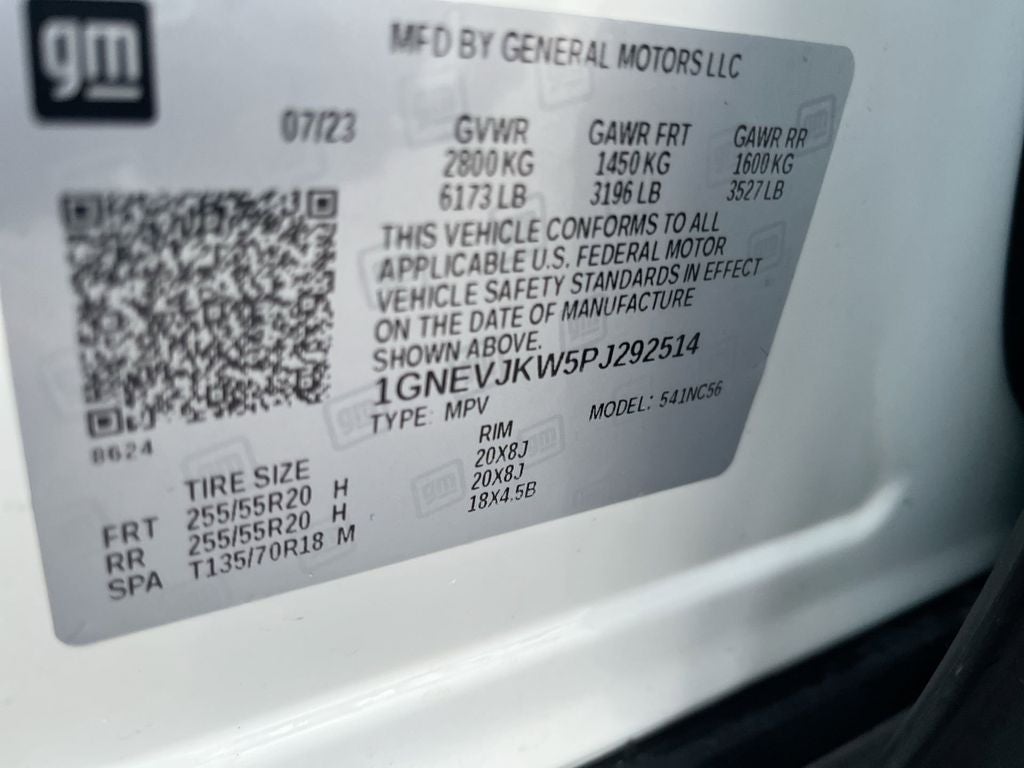 gm
MFD BY GENERAL MOTORS LLC
07/23 GVWR GAWR FRT GAWR RR
2800 KG 1450 KG 1600 KG
6173 LB 3196 LB 3527 LB
THIS VEHICLE CONFORMS TO ALL
APPLICABLE U.S. FEDERAL MOTOR
VEHICLE SAFETY STANDARDS IN EFFECT
ON THE DATE OF MANUFACTURE
SHOWN ABOVE.
1GNEVJKW5PJ292514
TYPE: MPV MODEL: 541NC56
8624
TIRE SIZE RIM
FRT 255/55R20 H 20X8J
RR 255/55R20 H 20X8J
SPA T135/70R18 M 18X4.5B